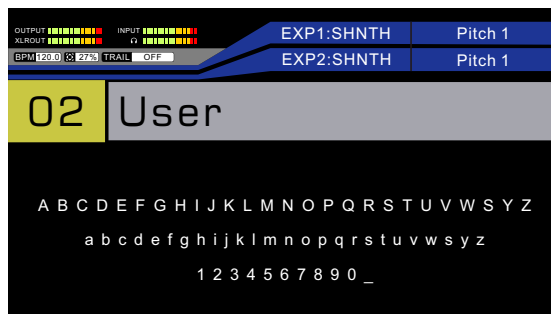 OUTPUT INPUT EXP1:SHNTH Pitch 1
XLROUT
BPM 120.0 27% TRAIL OFF EXP2:SHNTH Pitch 1
02 User
A B C D E F G H I J K L M N O P Q R S T U V W S Y Z
a b c d e f g h i j k l m n o p q r s t u v w s y z
1 2 3 4 5 6 7 8 9 0 _